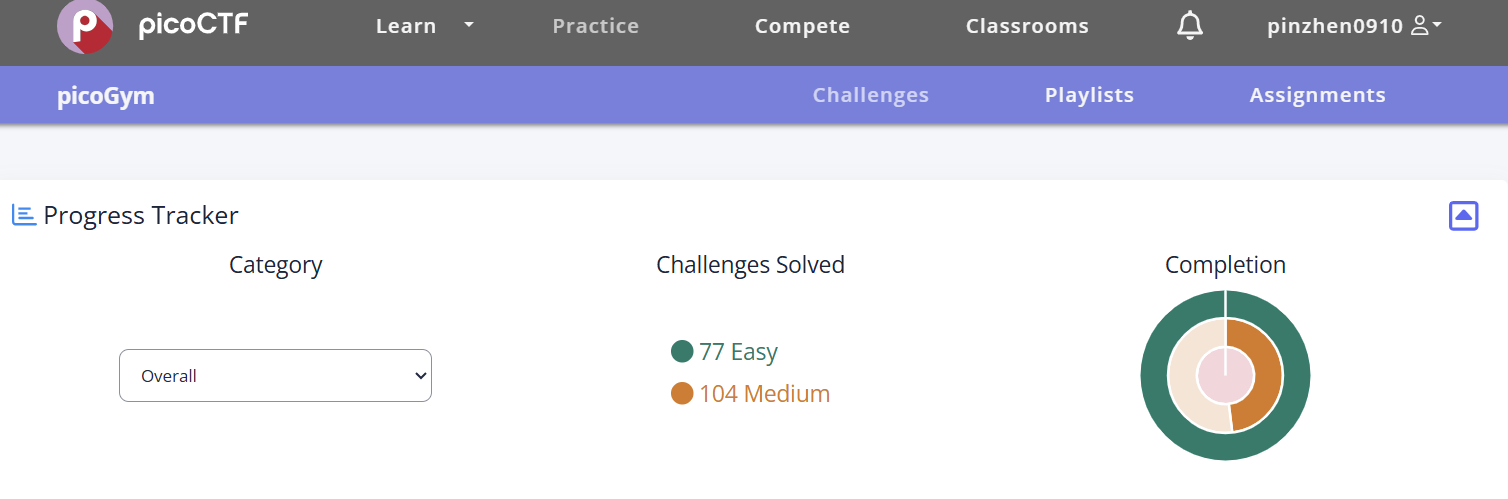 picoCTF Learn Practice Compete Classrooms pinzhen0910
picoGym Challenges Playlists Assignments
Progress Tracker
Category Challenges Solved Completion
Overall
77 Easy
104 Medium